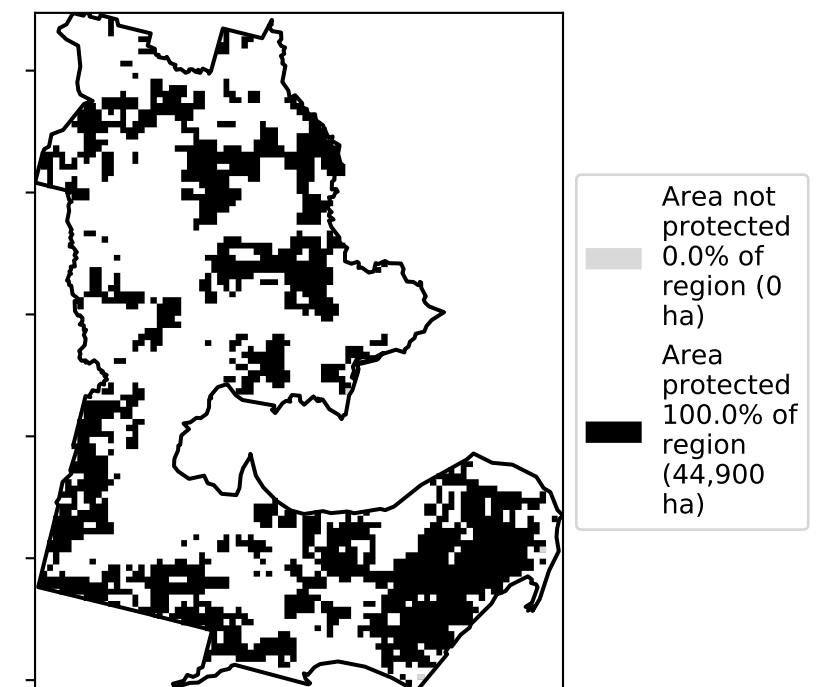 Area not
protected
0.0% of
region (0
ha)
Area
protected
100.0% of
region
(44,900
ha)